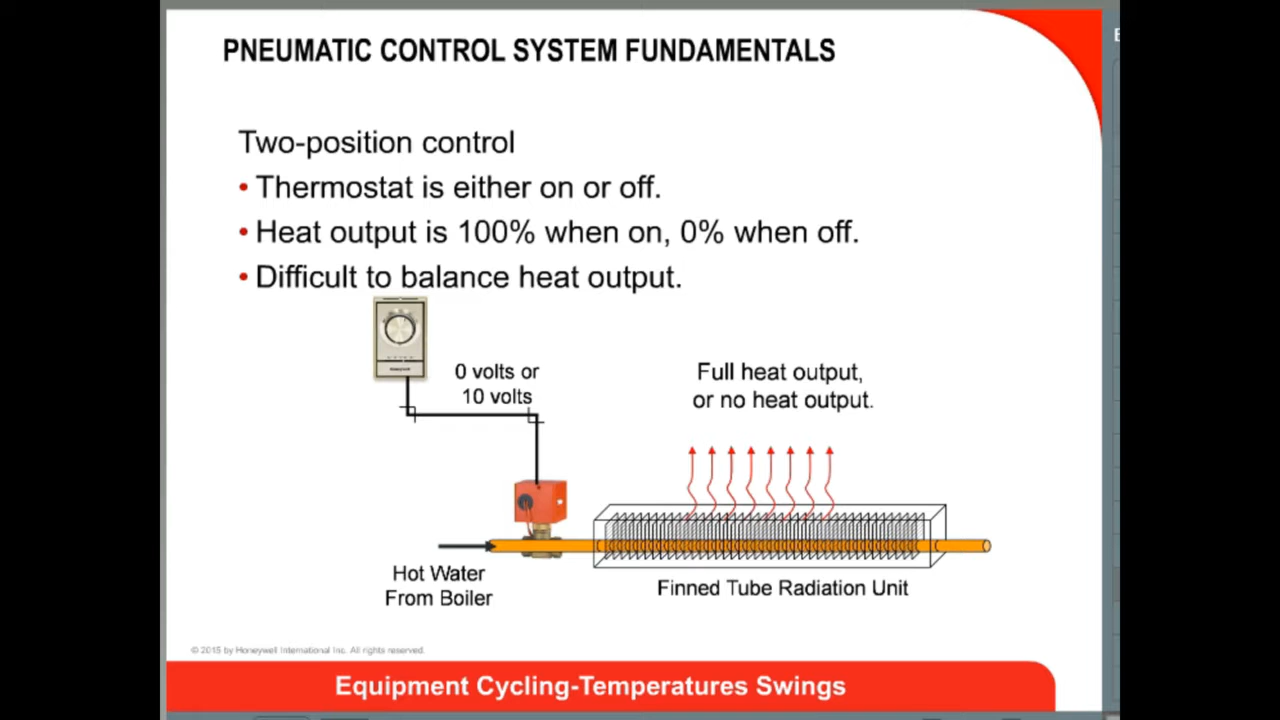 PNEUMATIC CONTROL SYSTEM FUNDAMENTALS
Two-position control
• Thermostat is either on or off.
• Heat output is 100% when on, 0% when off.
• Difficult to balance heat output.
0 volts or
10 volts
Full heat output,
or no heat output.
Hot Water
From Boiler
Finned Tube Radiation Unit
© 2015 by Honeywell International Inc. All rights reserved.
Equipment Cycling-Temperatures Swings